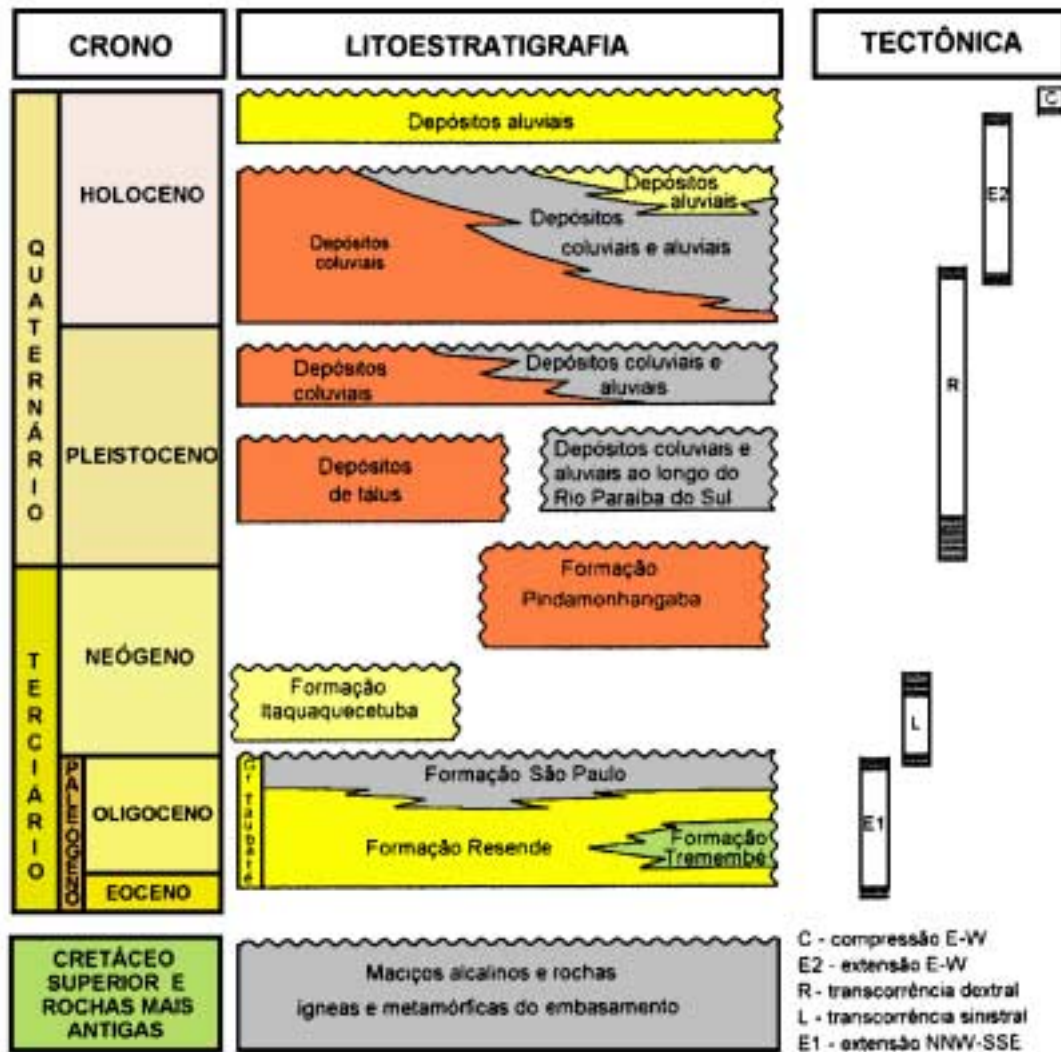 CRONO
LITOESTRATIGRAFIA
TECTÔNICA
QUATERNÁRIO
HOLOCENO
PLEISTOCENO
TERCIARIO
NEÓGENO
PALEOGENO
OLIGOCENO
EOCENO
CRETÁCEO
SUPERIOR E
ROCHAS MAIS
ANTIGAS
Depósitos aluviais
Depósitos
aluviais
Depósitos
coluviais e aluviais
Depósitos
coluviais
Depósitos
coluviais
Depósitos coluviais e
aluviais
Depósitos
de tálus
Depósitos coluviais e
aluviais ao longo do
Rio Paraíba do Sul
Formação
Pindamonhangaba
Formação
Itaquaquecetuba
Gr Taubaté
Formação São Paulo
Formação Resende
Formação
Tremembé
Maciços alcalinos e rochas
ígneas e metamórficas do embasamento
C
E2
R
L
E1
C - compressão E-W
E2 - extensão E-W
R - transcorrência dextral
L - transcorrência sinistral
E1 - extensão NNW-SSE